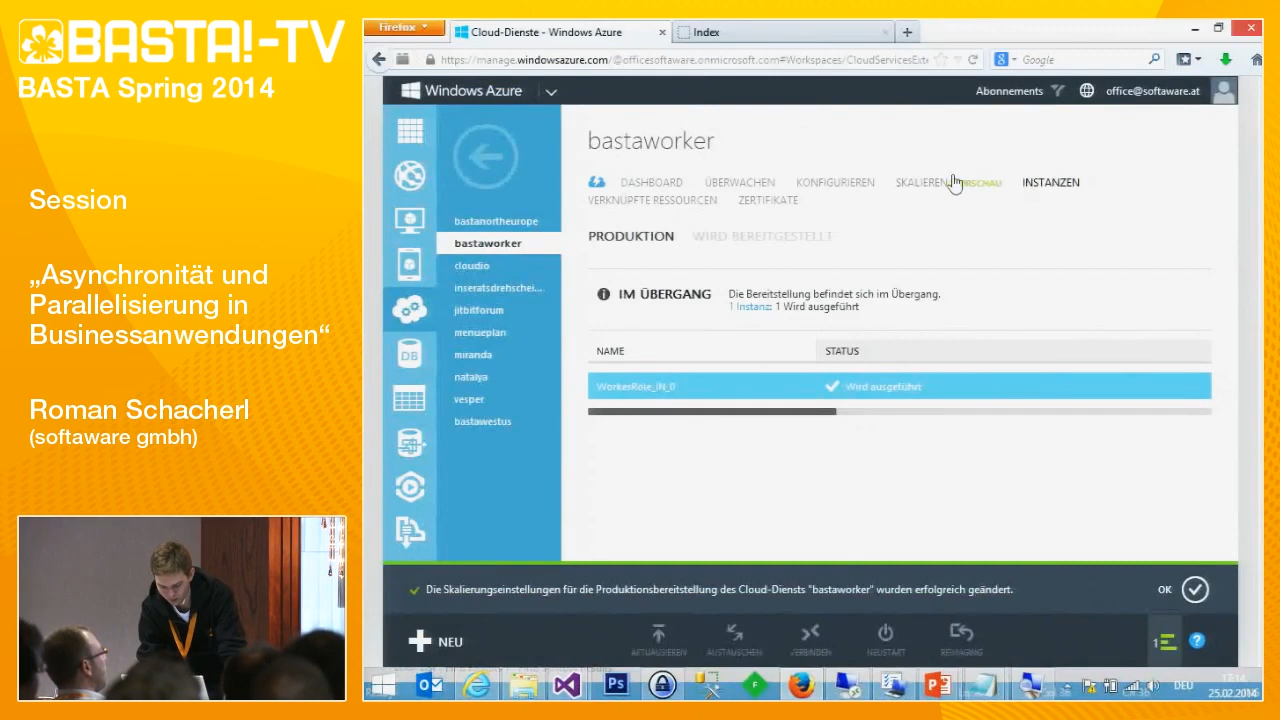 BASTA!-TV
BASTA Spring 2014
Session
„Asynchronität und
Parallelisierung in
Businessanwendungen“
Roman Schacherl
(softaware gmbh)
Firefox
Cloud-Dienste - Windows Azure
Index
https://manage.windowsazure.com/@officesoftaware.onmicrosoft.com#Workspaces/CloudServicesExte
Google
Windows Azure
Abonnements
office@softaware.at
bastaworker
DASHBOARD ÜBERWACHEN KONFIGURIEREN SKALIEREN INSTANZEN
VERKNÜPFTE RESSOURCEN ZERTIFIKATE
PRODUKTION WIRD BEREITGESTELLT
IM ÜBERGANG
Die Bereitstellung befindet sich im Übergang.
1 Instanz: 1 Wird ausgeführt
NAME STATUS
WorkerRole_IN_0 Wird ausgeführt
bastanortheurope
bastaworker
cloudio
inseratsdrehschei...
jitbitforum
menueplan
miranda
natalya
vesper
bastawestus
DB
Die Skalierungseinstellungen für die Produktionsbereitstellung des Cloud-Diensts "bastaworker" wurden erfolgreich geändert.
OK
NEU
AKTUALISIEREN AUSTAUSCHEN VERBINDEN NEUSTART REIMAGING
1
DEU
17:14
25.02.2014